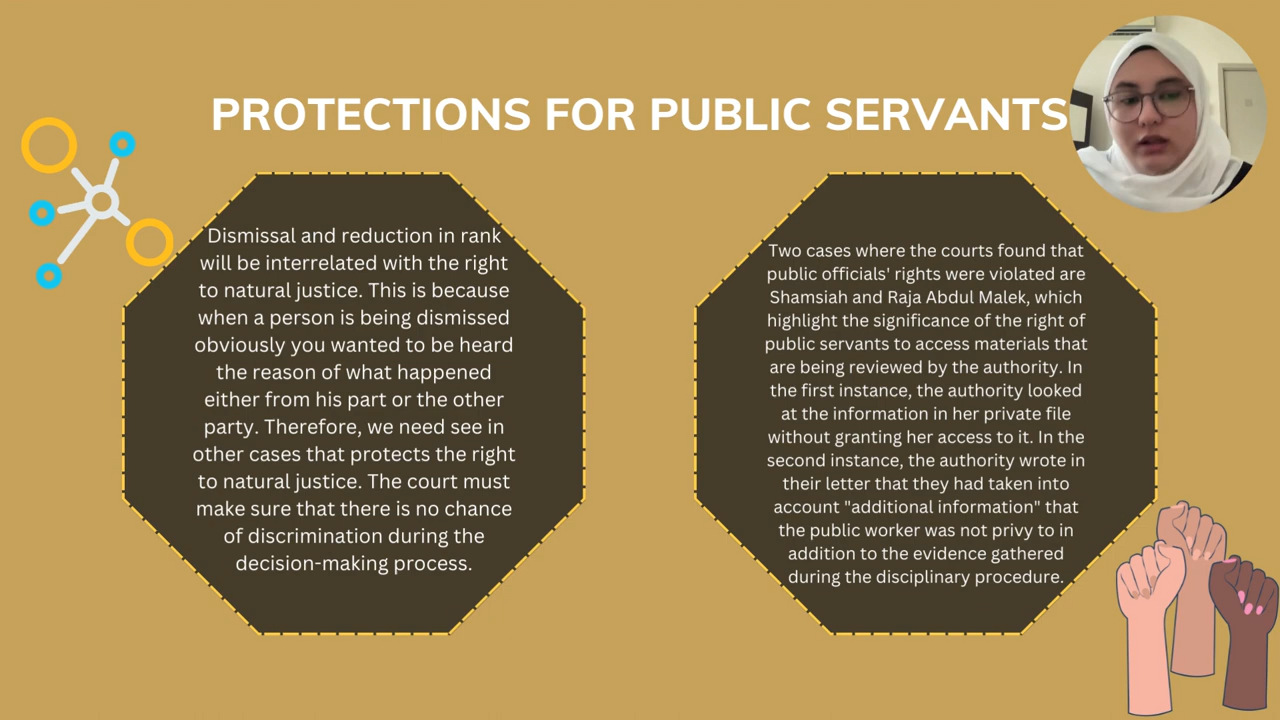 PROTECTIONS FOR PUBLIC SERVANTS
Dismissal and reduction in rank
will be interrelated with the right
to natural justice. This is because
when a person is being dismissed
obviously you wanted to be heard
the reason of what happened
either from his part or the other
party. Therefore, we need see in
other cases that protects the right
to natural justice. The court must
make sure that there is no chance
of discrimination during the
decision-making process.
Two cases where the courts found that
public officials' rights were violated are
Shamsiah and Raja Abdul Malek, which
highlight the significance of the right of
public servants to access materials that
are being reviewed by the authority. In
the first instance, the authority looked
at the information in her private file
without granting her access to it. In the
second instance, the authority wrote in
their letter that they had taken into
account "additional information" that
the public worker was not privy to in
addition to the evidence gathered
during the disciplinary procedure.